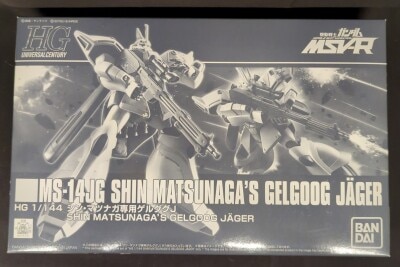 HG
UNIVERSAL CENTURY
機動戦士
ガンダム
MSV-R
MS-14JG SHIN MATSUNAGA'S GELGOOG JÄGER
HG 1/144 シン・マツナガ専用ゲルググJ
SHIN MATSUNAGA'S GELGOOG JÄGER
BAN
DAI